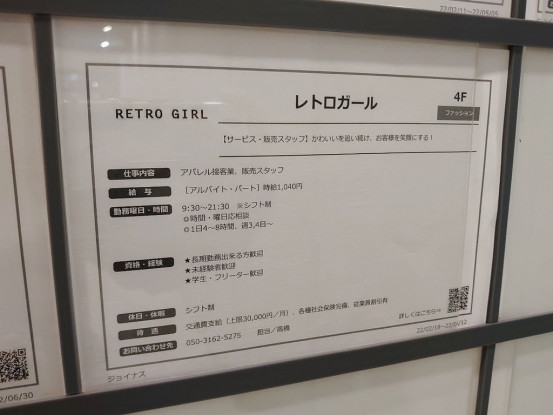 22/02/11～22/05/05
RETRO GIRL
レトロガール
4F
ファッション
【サービス・販売スタッフ】かわいいを追い続け、お客様を笑顔にする！
仕事内容 アパレル接客業、販売スタッフ
給与 ［アルバイト・パート］時給1,040円
勤務曜日・時間 9:30～21:30 ※シフト制
◎時間・曜日応相談
◎1日4～8時間、週3,4日～
資格・経験 ★長期勤務出来る方歓迎
★未経験者歓迎
★学生・フリーター歓迎
休日・休暇 シフト制
待遇 交通費支給（上限30,000円／月）、各種社会保険完備、従業員割引有
お問い合わせ先 050-3162-5275 担当／高橋
詳しくはこちら
ジョイナス
2/06/30